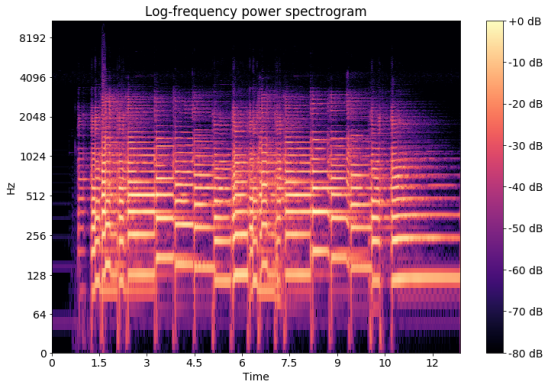 Log-frequency power spectrogram
+0 dB
8192
-10 dB
4096
-20 dB
2048
-30 dB
1024
-40 dB
Hz
512
-50 dB
256
128
-60 dB
64
-70 dB
0
-80 dB
0 1.5 3 4.5 6 7.5 9 10 12
Time